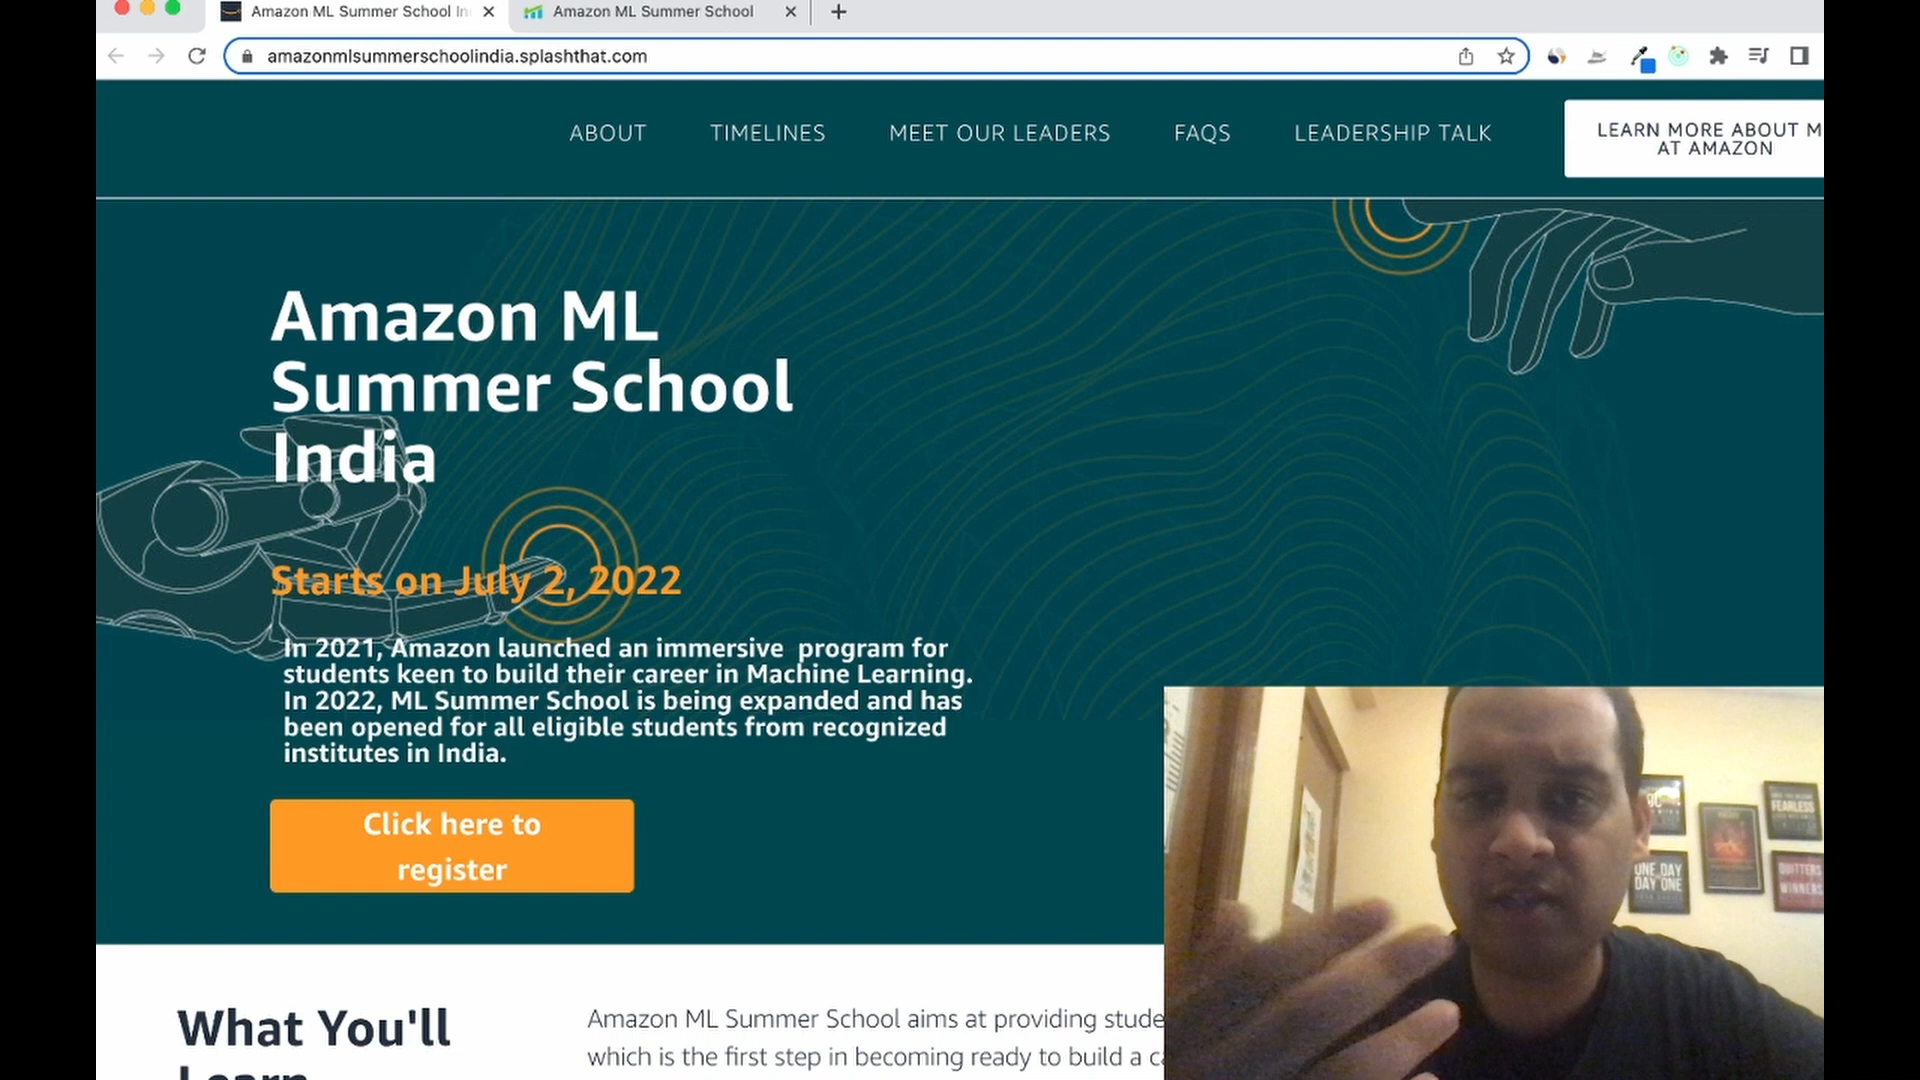 Amazon ML Summer School In
Amazon ML Summer School
amazonmlsummerschoolindia.splashthat.com
ABOUT
TIMELINES
MEET OUR LEADERS
FAQS
LEADERSHIP TALK
LEARN MORE ABOUT M
AT AMAZON
Amazon ML
Summer School
India
Starts on July 2, 2022
In 2021, Amazon launched an immersive program for
students keen to build their career in Machine Learning.
In 2022, ML Summer School is being expanded and has
been opened for all eligible students from recognized
institutes in India.
Click here to
register
What You'll
Learn
Amazon ML Summer School aims at providing stude
which is the first step in becoming ready to build a ca
FEARLESS
ONE DAY
DAY ONE
QUITTERS
WINNERS